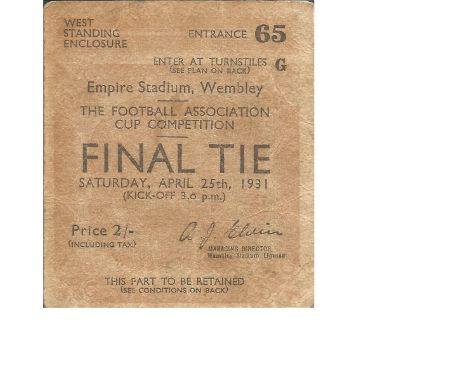 WEST
STANDING
ENCLOSURE
ENTRANCE 65
ENTER AT TURNSTILES G
(SEE PLAN ON BACK)
Empire Stadium, Wembley
THE FOOTBALL ASSOCIATION
CUP COMPETITION
FINAL TIE
SATURDAY, APRIL 25th, 1931
(KICK-OFF 3.0 p.m.)
Price 2/-
(INCLUDING TAX)
A J Elvin
MANAGING DIRECTOR,
Wembley Stadium Limited
THIS PART TO BE RETAINED
(SEE CONDITIONS ON BACK)